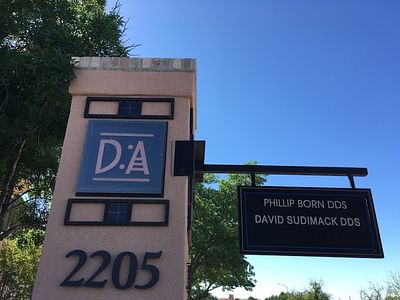 D:A
2205
PHILLIP BORN DDS
DAVID SUDIMACK DDS